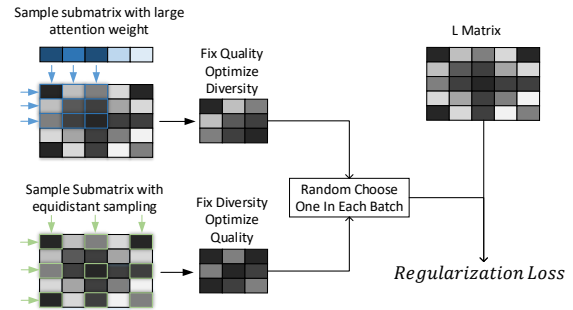 Sample submatrix with large
attention weight
Fix Quality
Optimize
Diversity
L Matrix
Sample Submatrix with
equidistant sampling
Fix Diversity
Optimize
Quality
Random Choose
One In Each Batch
Regularization Loss